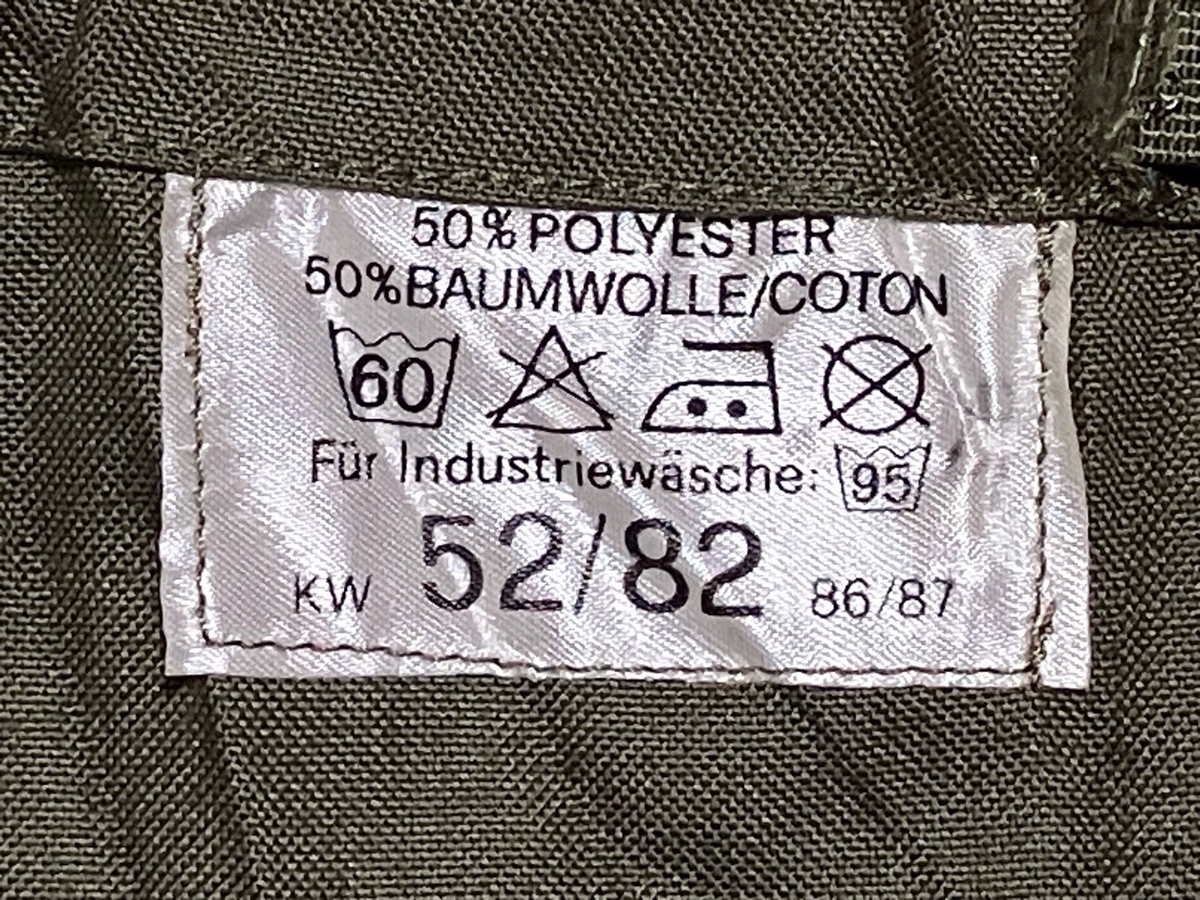 50% POLYESTER
50% BAUMWOLLE/COTON
60
Für Industriewäsche: 95
KW 52/82 86/87